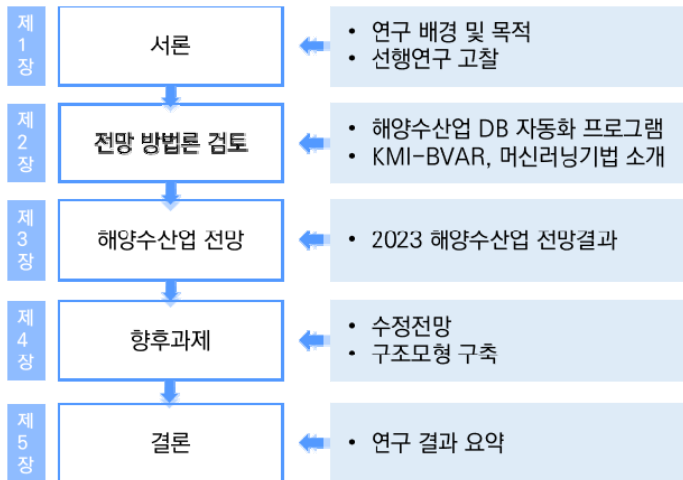 제
1
장
서론
• 연구 배경 및 목적
• 선행연구 고찰
제
2
장
전망 방법론 검토
• 해양수산업 DB 자동화 프로그램
• KMI-BVAR, 머신러닝기법 소개
제
3
장
해양수산업 전망
• 2023 해양수산업 전망결과
제
4
장
향후과제
• 수정전망
• 구조모형 구축
제
5
장
결론
• 연구 결과 요약